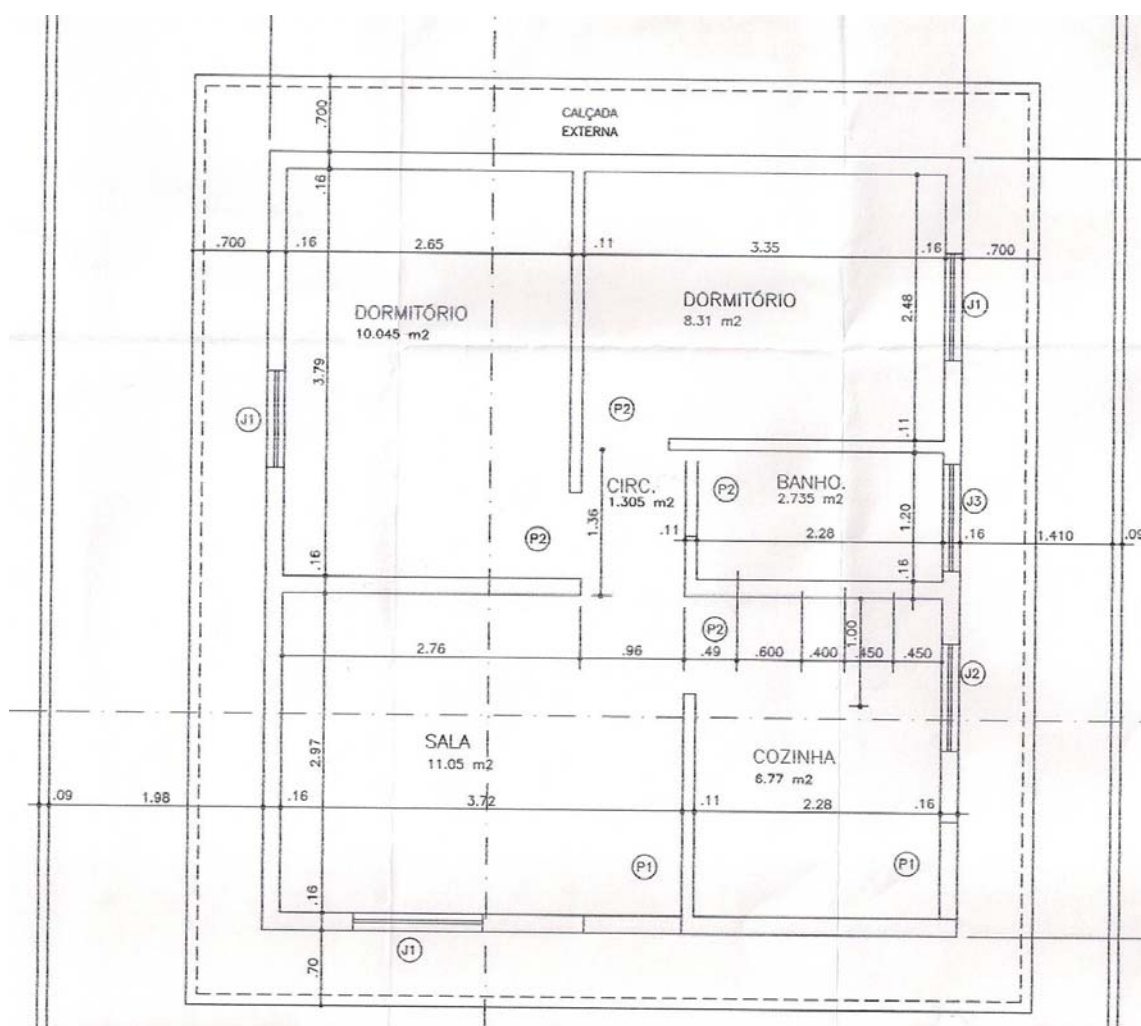 .700
CALÇADA
EXTERNA
.16
.700 .16 2.65 .11 3.35 .16 .700
DORMITÓRIO
10.045 m2
DORMITÓRIO
8.31 m2
2.48
J1
3.79
J1
P2
.11
CIRC.
1.305 m2
P2
BANHO.
2.735 m2
J3
1.36
P2
1.20
.11 2.28 .16 1.410 .09
.16
.16
P2
1.00
2.76 .96 .49 .600 .400 .450 .450
J2
SALA
11.05 m2
COZINHA
6.77 m2
2.97
.09 1.98 .16 3.72 .11 2.28 .16
P1
P1
.16
J1
.70